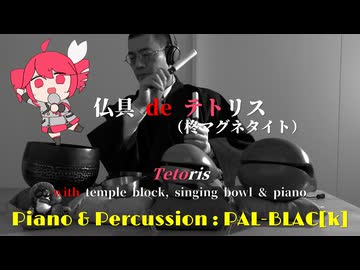 仏具 de テトリス
(柊マグネタイト)
Tetoris
with temple block, singing bowl & piano
Piano & Percussion : PAL-BLAC[k]